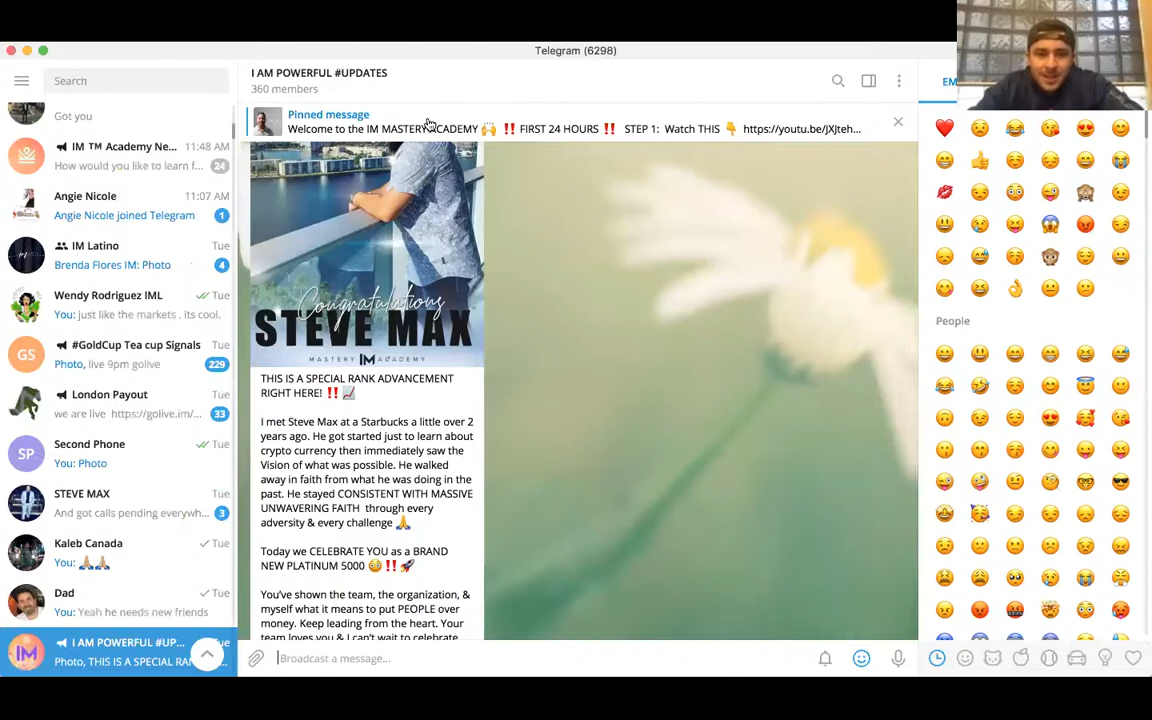 Telegram (6298)
Search
EM
I AM POWERFUL #UPDATES
360 members
Pinned message
Welcome to the IM MASTERY ACADEMY 🙌 ‼️ FIRST 24 HOURS ‼️ STEP 1: Watch THIS 👇 https://youtu.be/JXJteh...
Got you
IM ™ Academy Ne... 11:48 AM
How would you like to learn f... 24
Angie Nicole 11:07 AM
Angie Nicole joined Telegram 1
IM Latino Tue
Brenda Flores IM: Photo 4
Wendy Rodriguez IML Tue
You: just like the markets . Its cool.
GS
#GoldCup Tea cup Signals Tue
Photo, live 9pm golive 229
London Payout Tue
we are live https://golive.im/... 33
SP
Second Phone Tue
You: Photo
STEVE MAX Tue
And got calls pending everywh... 3
Kaleb Canada Tue
You: 🙏🙏
Dad Tue
You: Yeah he needs new friends
IM
I AM POWERFUL #UP... Tue
Photo, THIS IS A SPECIAL RAN
Congratulations
STEVE MAX
MASTERY IM ACADEMY
THIS IS A SPECIAL RANK ADVANCEMENT
RIGHT HERE! ‼️ 📈
I met Steve Max at a Starbucks a little over 2
years ago. He got started just to learn about
crypto currency then immediately saw the
Vision of what was possible. He walked
away in faith from what he was doing in the
past. He stayed CONSISTENT WITH MASSIVE
UNWAVERING FAITH through every
adversity & every challenge 🙏
Today we CELEBRATE YOU as a BRAND
NEW PLATINUM 5000 😳‼️🚀
You've shown the team, the organization, &
myself what it means to put PEOPLE over
money. Keep leading from the heart. Your
team loves you & I can't wait to celebrate
Broadcast a message...
People